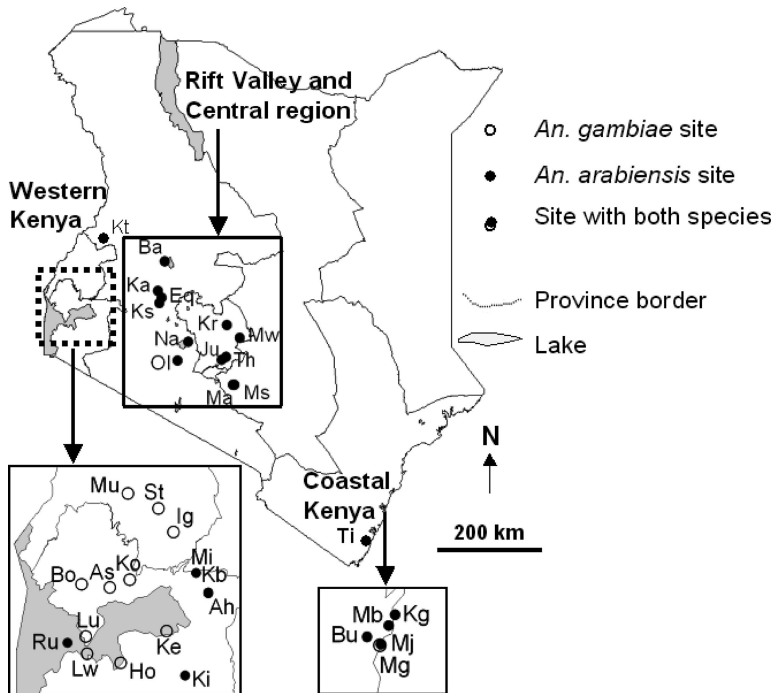 Rift Valley and
Central region
An. gambiae site
An. arabiensis site
Site with both species
Province border
Lake
Western
Kenya
Kt
Ba
Ka
Eq
Ks
Kr
Na
Mw
Ju
Th
Ol
Ma
Ms
N
200 km
Coastal
Kenya
Ti
Mu
St
Ig
Mi
Ko
Kb
Bo
As
Ah
Lu
Ru
Ke
Lw
Ho
Ki
Mb
Kg
Bu
Mj
Mg